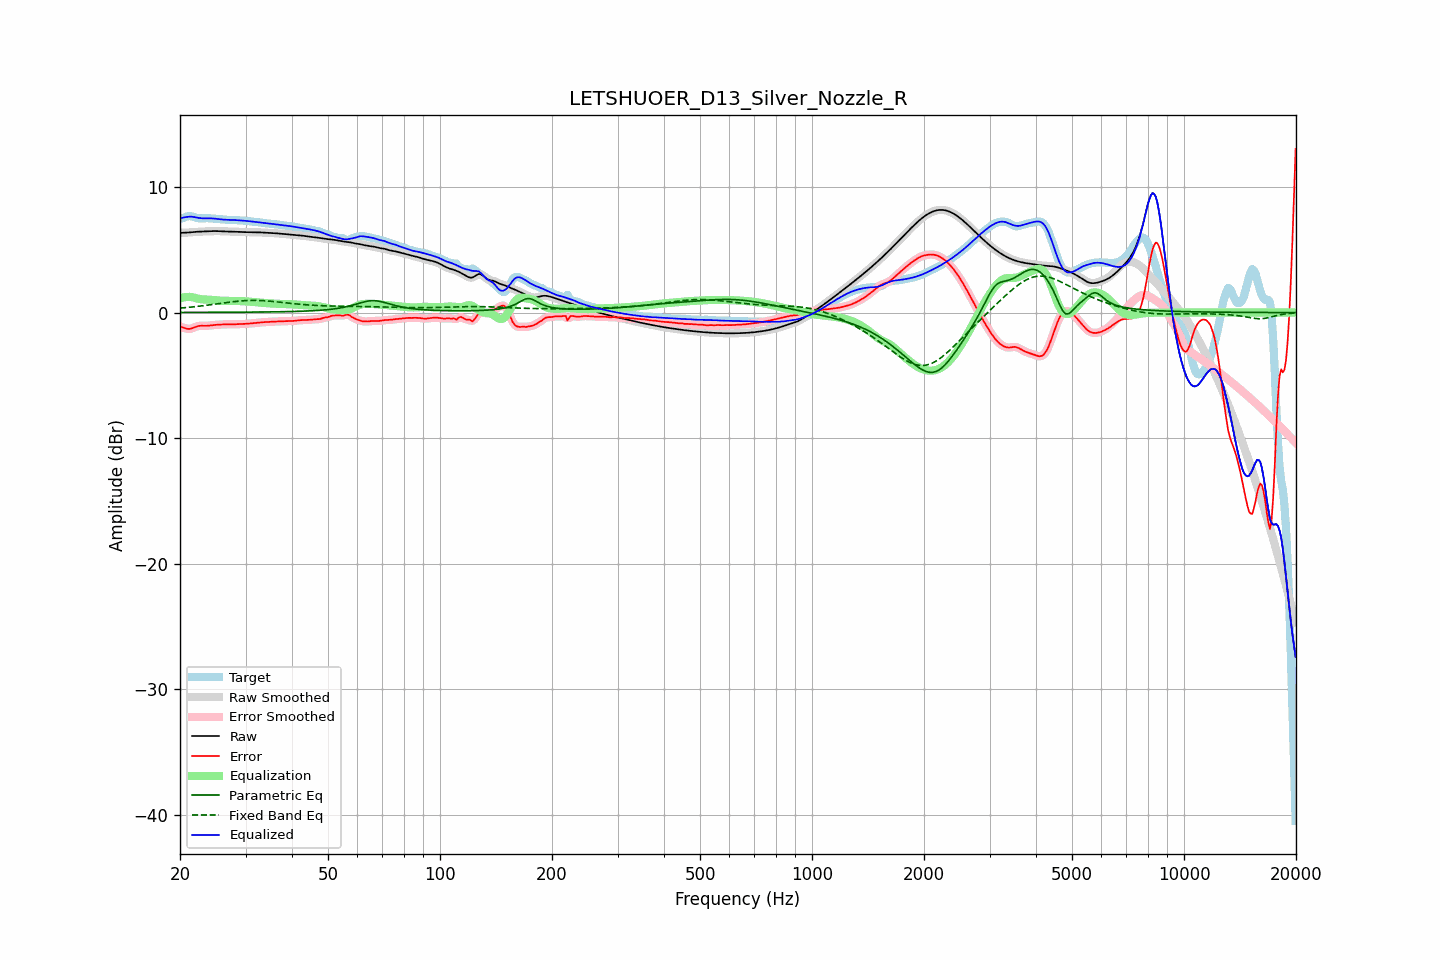 LETSHUOER_D13_Silver_Nozzle_R
Amplitude (dBr)
10
0
−10
−20
−30
−40
Target
Raw Smoothed
Error Smoothed
Raw
Error
Equalization
Parametric Eq
Fixed Band Eq
Equalized
20
50
100
200
500
1000
2000
5000
10000
20000
Frequency (Hz)